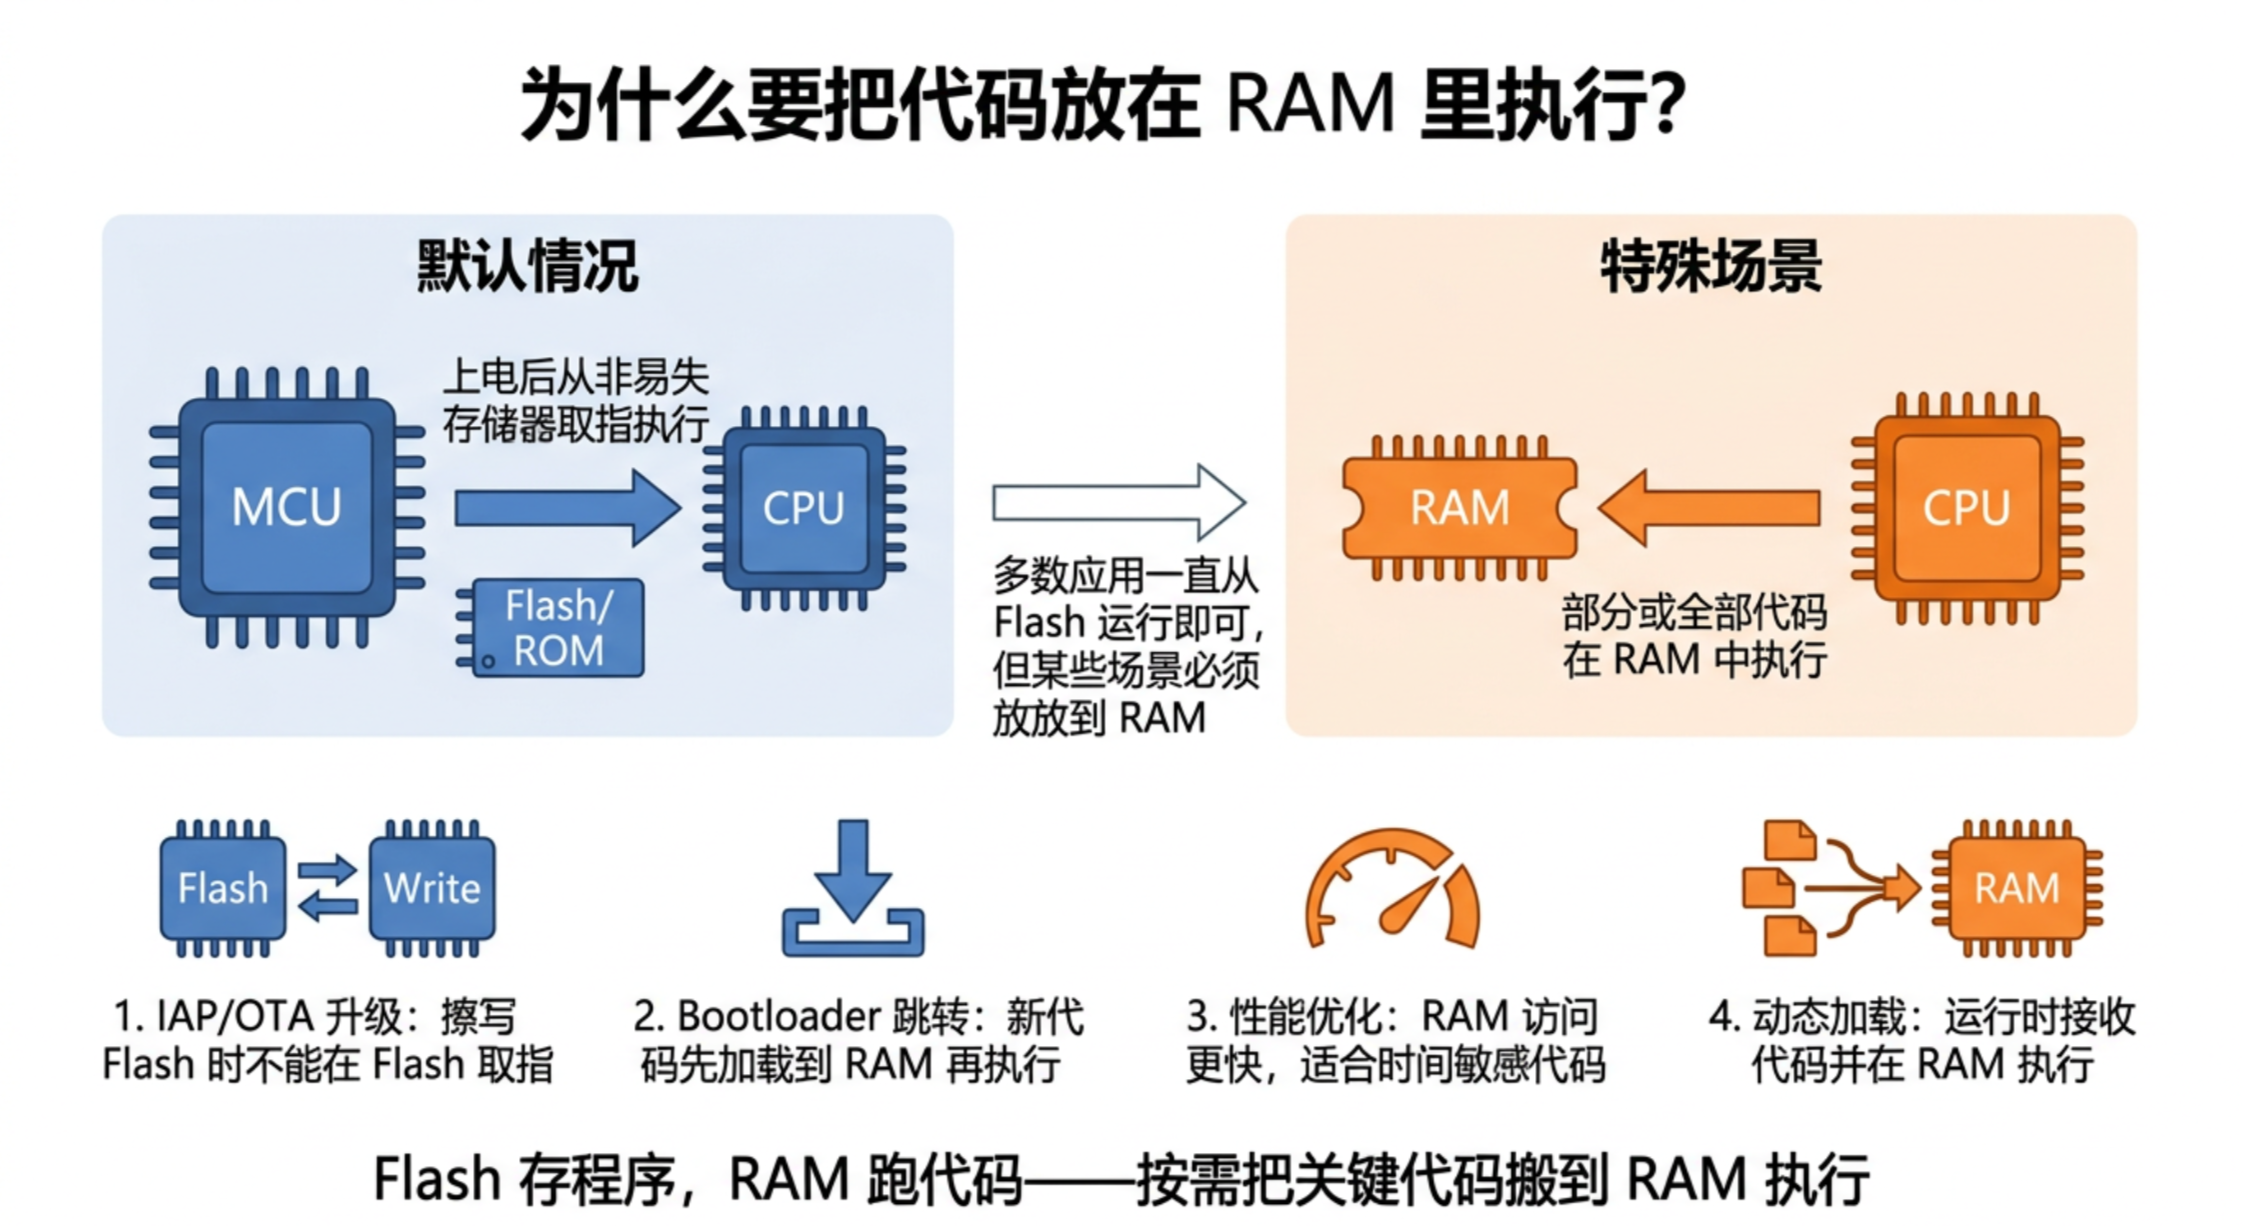 为什么要把代码放在 RAM 里执行？
默认情况
上电后从非易失
存储器取指执行
MCU
CPU
Flash/
ROM
多数应用一直从
Flash 运行即可，
但某些场景必须
放放到 RAM
特殊场景
RAM
CPU
部分或全部代码
在 RAM 中执行
Flash
Write
1. IAP/OTA 升级：擦写
Flash 时不能在 Flash 取指
2. Bootloader 跳转：新代
码先加载到 RAM 再执行
3. 性能优化：RAM 访问
更快，适合时间敏感代码
RAM
4. 动态加载：运行时接收
代码并在 RAM 执行
Flash 存程序，RAM 跑代码——按需把关键代码搬到 RAM 执行